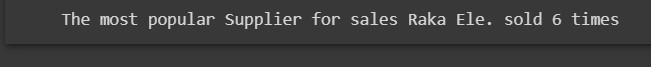 The most popular Supplier for sales Raka Ele. sold 6 times